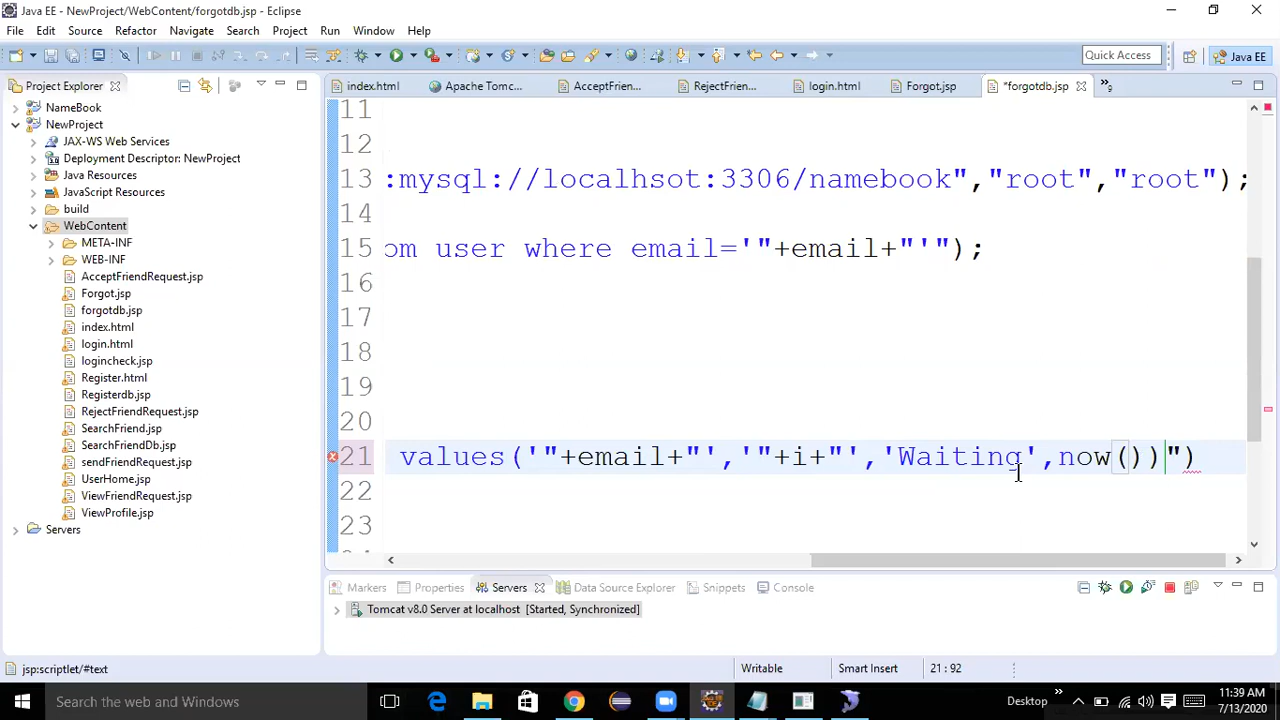 Java EE - NewProject/WebContent/forgotdb.jsp - Eclipse
File Edit Source Refactor Navigate Search Project Run Window Help
Quick Access Java EE
Project Explorer
index.html Apache Tomc... AcceptFrien... RejectFrien... login.html Forgot.jsp *forgotdb.jsp »9
NameBook
NewProject
JAX-WS Web Services
Deployment Descriptor: NewProject
Java Resources
JavaScript Resources
build
WebContent
META-INF
WEB-INF
AcceptFriendRequest.jsp
Forgot.jsp
forgotdb.jsp
index.html
login.html
logincheck.jsp
Register.html
Registerdb.jsp
RejectFriendRequest.jsp
SearchFriend.jsp
SearchFriendDb.jsp
sendFriendRequest.jsp
UserHome.jsp
ViewFriendRequest.jsp
ViewProfile.jsp
Servers
11
12
13 :mysql://localhsot:3306/namebook","root","root");
14
15 om user where email='"+email+"'");
16
17
18
19
20
21 values('"+email+"','"+i+"','Waiting',now())")
22
23
Markers Properties Servers Data Source Explorer Snippets Console
Tomcat v8.0 Server at localhost [Started, Synchronized]
jsp:scriptlet/#text Writable Smart Insert 21 : 92
Search the web and Windows Desktop » 11:39 AM
7/13/2020